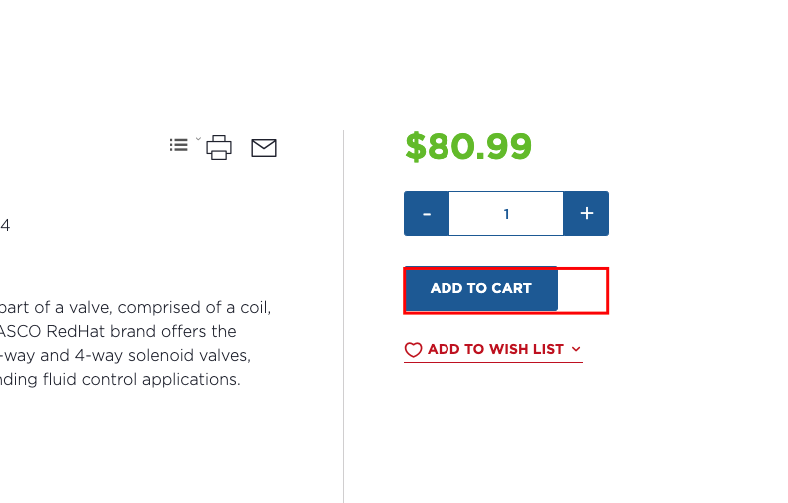 $80.99
4
- 1 +
part of a valve, comprised of a coil,
ASCO RedHat brand offers the
-way and 4-way solenoid valves,
nding fluid control applications.
ADD TO CART
ADD TO WISH LIST